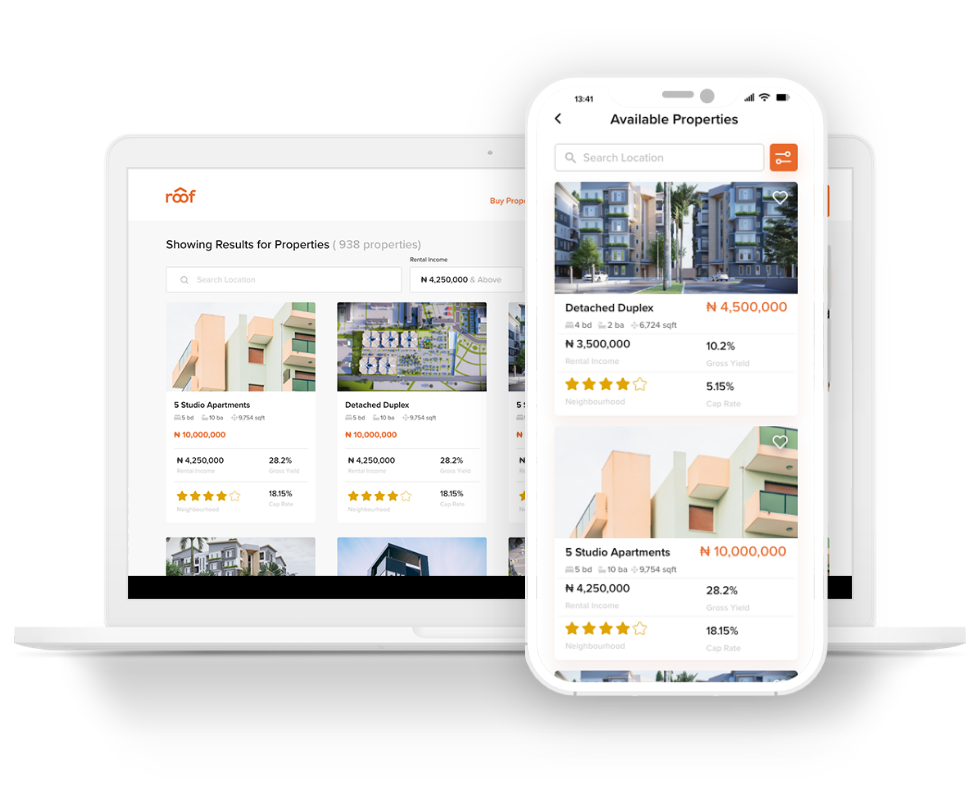 roof
Buy Prope
Showing Results for Properties ( 938 properties)
Rental Income
Search Location
₦ 4,250,000 & Above
5 Studio Apartments
5 bd 10 ba 9,754 sqft
₦ 10,000,000
₦ 4,250,000 28.2%
Rental Income Gross Yield
18.15%
Neighbourhood Cap Rate
Detached Duplex
5 bd 10 ba 9,754 sqft
₦ 10,000,000
₦ 4,250,000 28.2%
Rental Income Gross Yield
18.15%
Neighbourhood Cap Rate
5 S
₦
13:41
Available Properties
Search Location
Detached Duplex ₦ 4,500,000
4 bd 2 ba 6,724 sqft
₦ 3,500,000 10.2%
Rental Income Gross Yield
5.15%
Neighbourhood Cap Rate
5 Studio Apartments ₦ 10,000,000
5 bd 10 ba 9,754 sqft
₦ 4,250,000 28.2%
Rental Income Gross Yield
18.15%
Neighbourhood Cap Rate